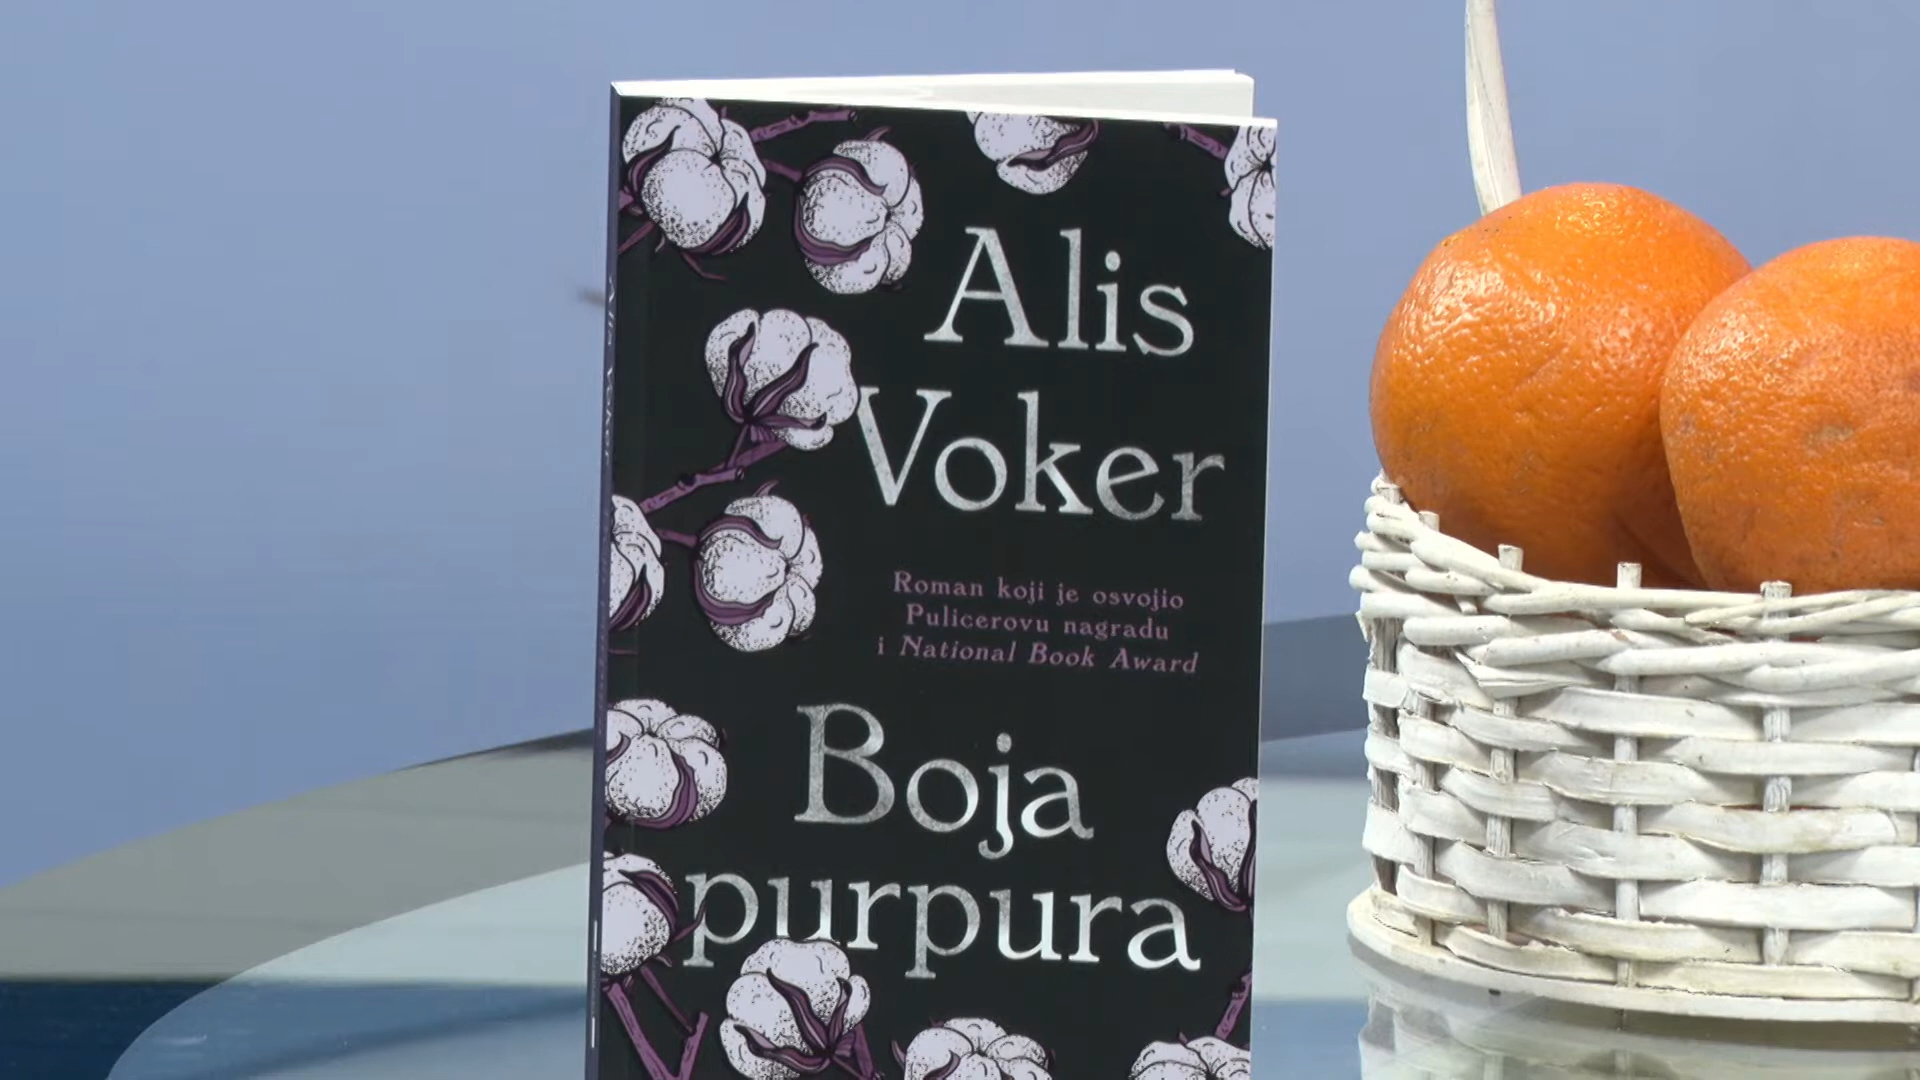 Alis
Voker
Roman koji je osvojio
Pulicerovu nagradu
i National Book Award
Boja
purpura